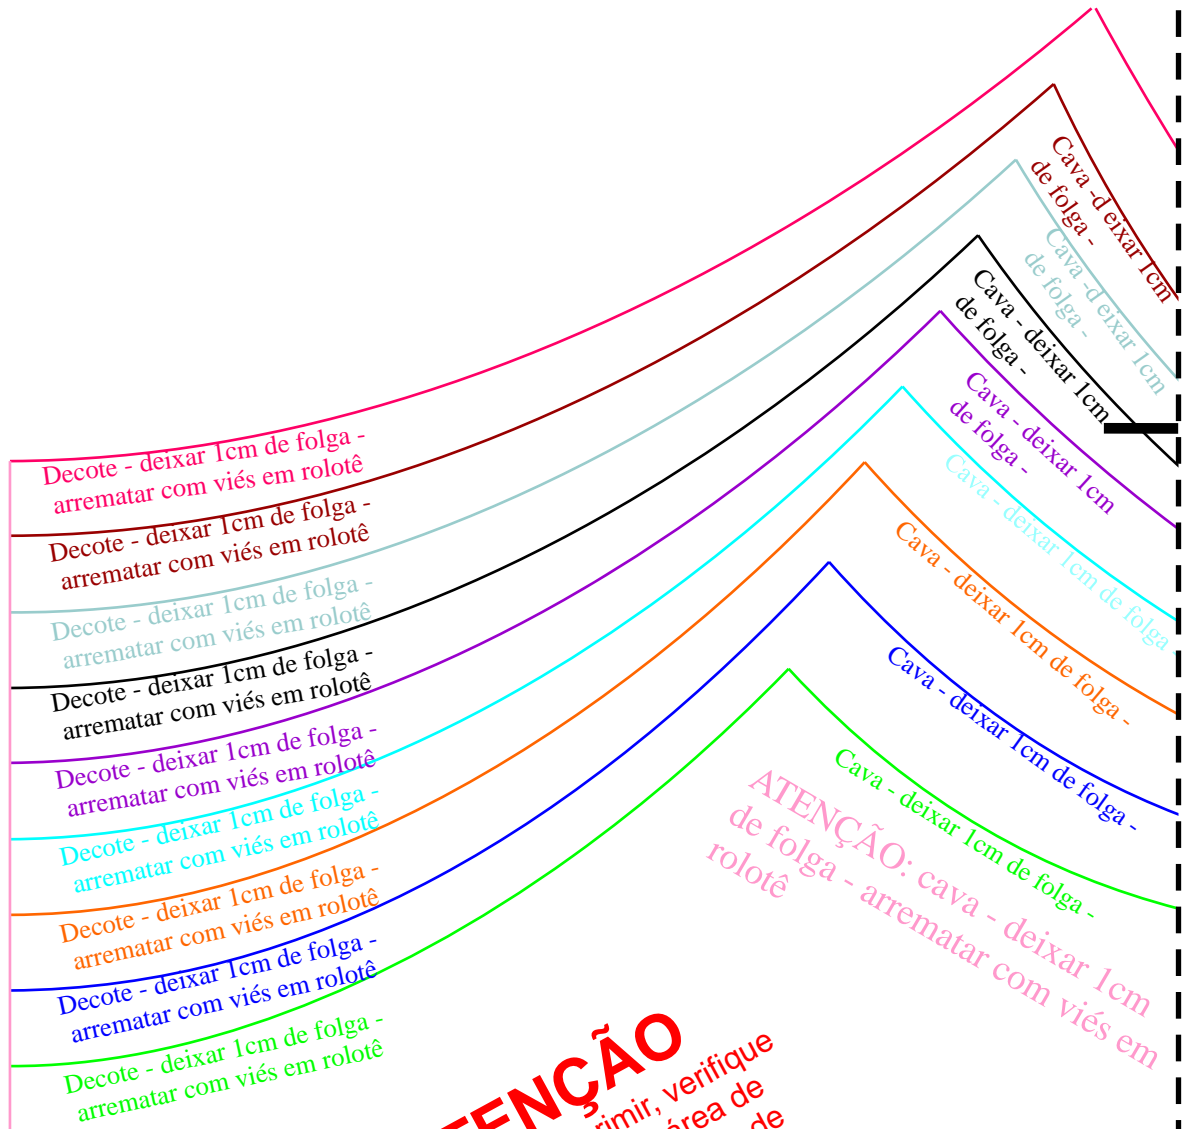 Decote - deixar 1cm de folga -
arrematar com viés em rolotê
Decote - deixar 1cm de folga -
arrematar com viés em rolotê
Decote - deixar 1cm de folga -
arrematar com viés em rolotê
Decote - deixar 1cm de folga -
arrematar com viés em rolotê
Decote - deixar 1cm de folga -
arrematar com viés em rolotê
Decote - deixar 1cm de folga -
arrematar com viés em rolotê
Decote - deixar 1cm de folga -
arrematar com viés em rolotê
Decote - deixar 1cm de folga -
arrematar com viés em rolotê
Decote - deixar 1cm de folga -
arrematar com viés em rolotê
Cava -d eixar 1cm
de folga -
Cava -d eixar 1cm
de folga -
Cava - deixar 1cm
de folga -
Cava - deixar 1cm
de folga -
Cava - deixar 1cm de folga -
Cava - deixar 1cm de folga -
Cava - deixar 1cm de folga -
Cava - deixar 1cm de folga -
ATENÇÃO: cava - deixar 1cm
de folga - arrematar com viés em
rolotê
TENÇÃO
rimir, verifique
área de
de